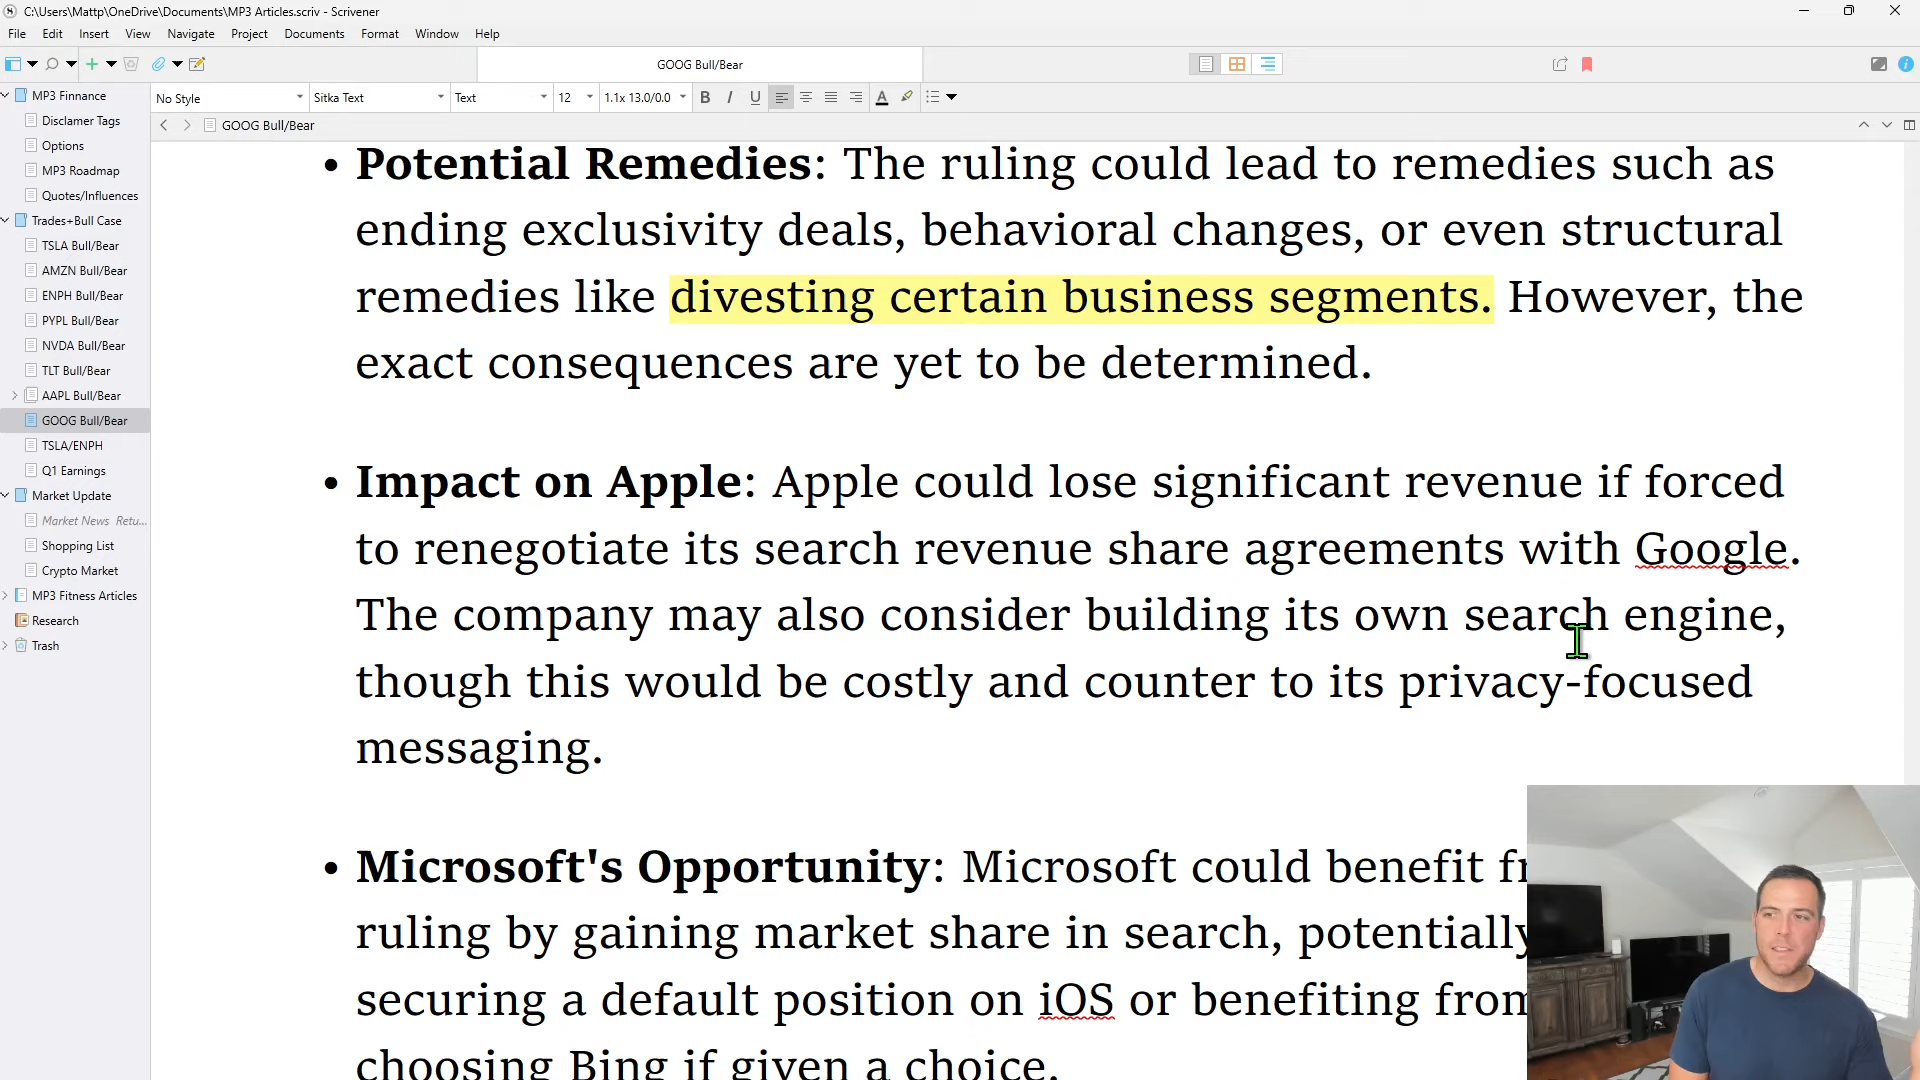 C:\Users\Mattp\OneDrive\Documents\MP3 Articles.scriv - Scrivener
File Edit Insert View Navigate Project Documents Format Window Help
GOOG Bull/Bear
No Style Sitka Text Text 12 1.1x 13.0/0.0 B I U A
GOOG Bull/Bear
MP3 Finnance
Disclamer Tags
Options
MP3 Roadmap
Quotes/Influences
Trades+Bull Case
TSLA Bull/Bear
AMZN Bull/Bear
ENPH Bull/Bear
PYPL Bull/Bear
NVDA Bull/Bear
TLT Bull/Bear
AAPL Bull/Bear
GOOG Bull/Bear
TSLA/ENPH
Q1 Earnings
Market Update
Market News Retu...
Shopping List
Crypto Market
MP3 Fitness Articles
Research
Trash
• Potential Remedies: The ruling could lead to remedies such as
ending exclusivity deals, behavioral changes, or even structural
remedies like divesting certain business segments. However, the
exact consequences are yet to be determined.
• Impact on Apple: Apple could lose significant revenue if forced
to renegotiate its search revenue share agreements with Google.
The company may also consider building its own search engine,
though this would be costly and counter to its privacy-focused
messaging.
• Microsoft's Opportunity: Microsoft could benefit
ruling by gaining market share in search, potentially
securing a default position on iOS or benefiting from
choosing Bing if given a choice.